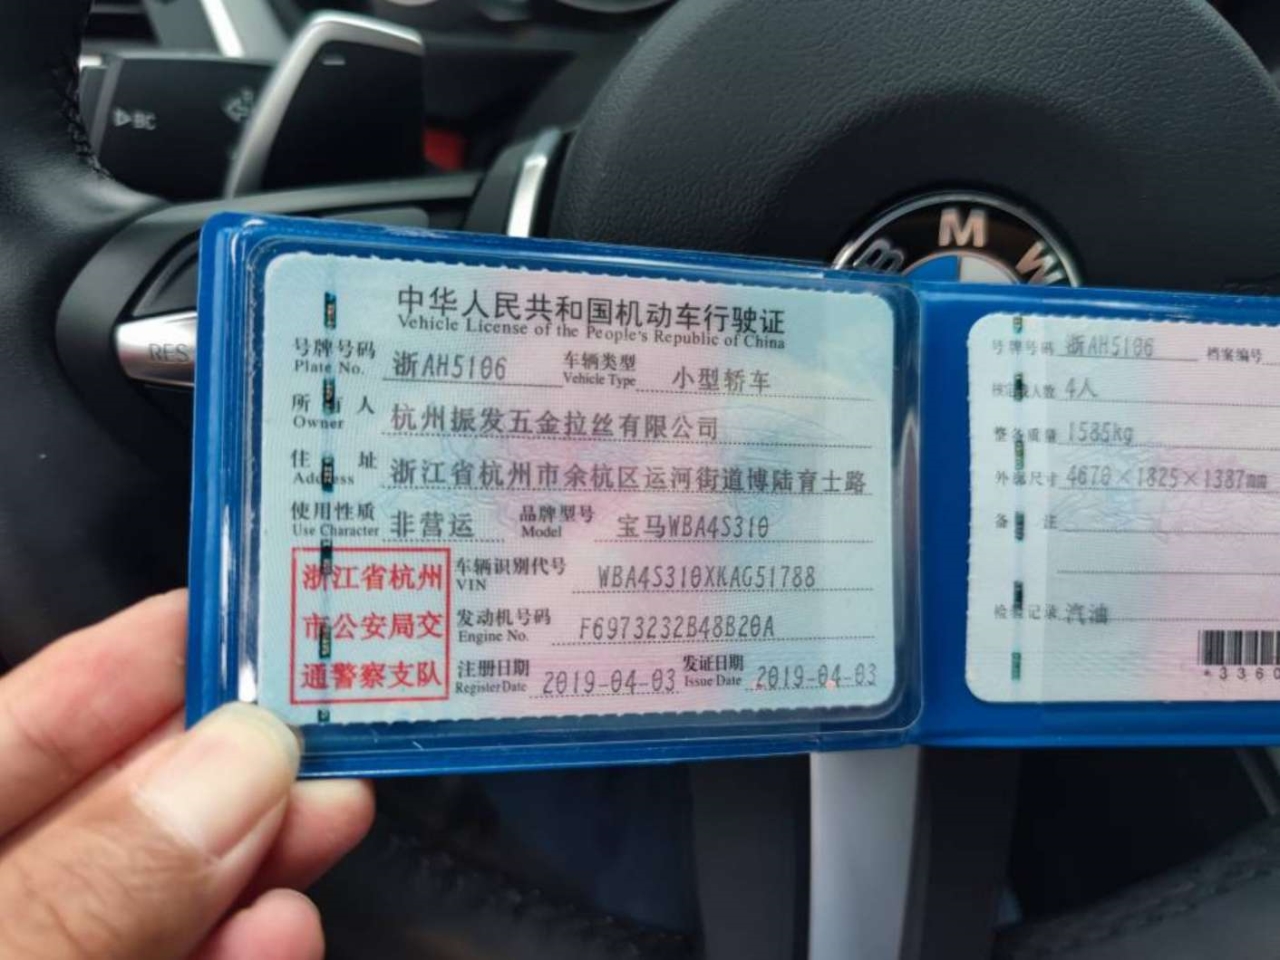 BC
RES
BMW
中华人民共和国机动车行驶证
Vehicle License of the People's Republic of China
号牌号码 浙AH5106 车辆类型 小型轿车
Plate No. Vehicle Type
所有人 杭州振发五金拉丝有限公司
Owner
住址 浙江省杭州市余杭区运河街道博陆育士路
Address
使用性质 非营运 品牌型号 宝马WBA4S310
Use Character Model
浙江省杭州
市公安局交
通警察支队
车辆识别代号 WBA4S310XKAG51788
VIN
发动机号码 F6973232B48B20A
Engine No.
注册日期 2019-04-03 发证日期 2019-04-03
Register Date Issue Date
号牌号码 浙AH5106 档案编号
核定载人数 4人
整备质量 1585kg
外廓尺寸 4670×1825×1387mm
备注
检验记录 汽油
*3360